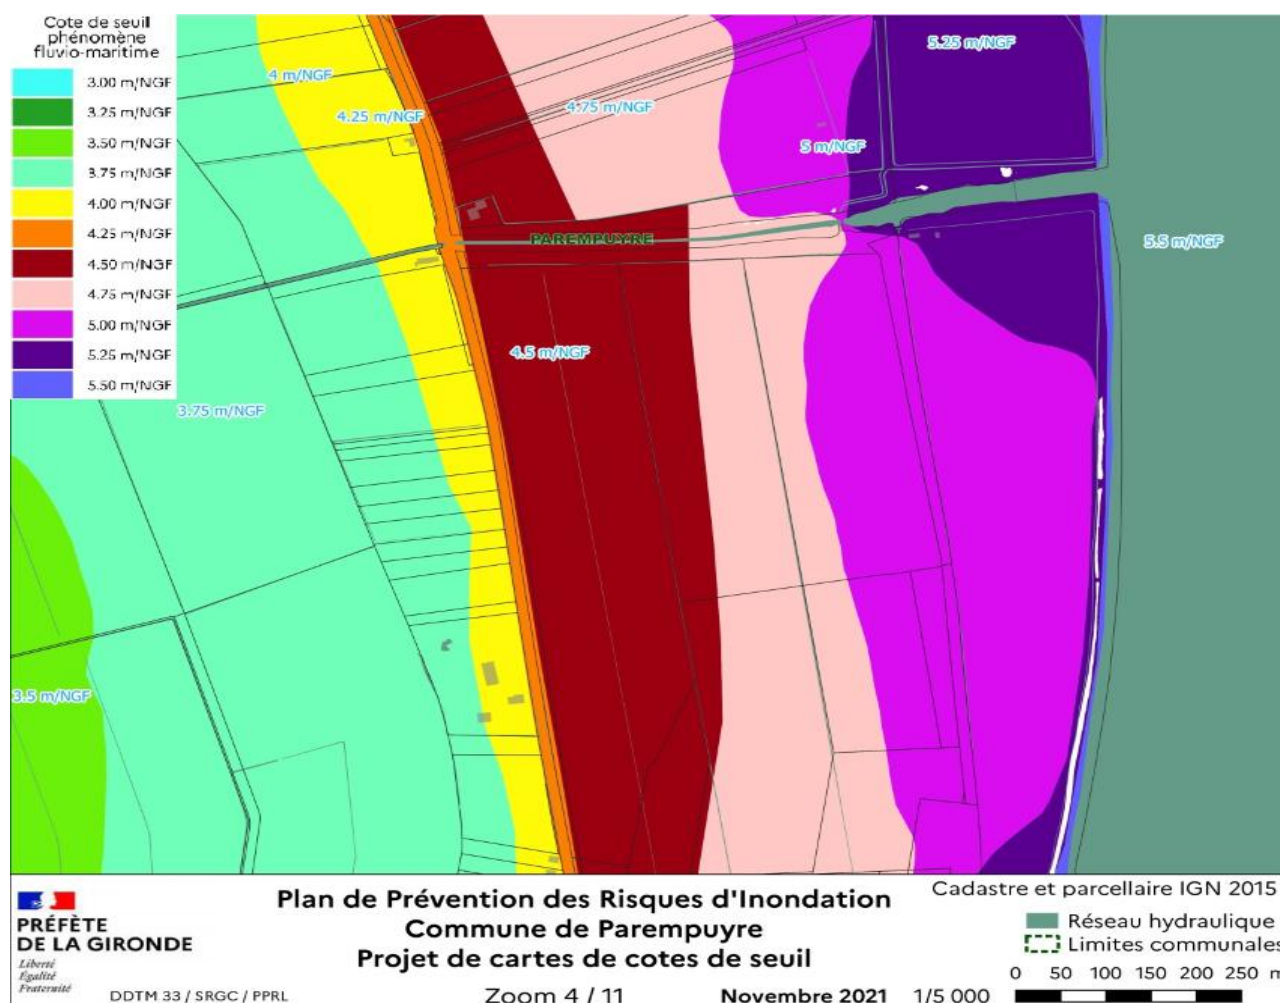 Cote de seuil
phénomène
fluvio-maritime
3.00 m/NGF
3.25 m/NGF
3.50 m/NGF
3.75 m/NGF
4.00 m/NGF
4.25 m/NGF
4.50 m/NGF
4.75 m/NGF
5.00 m/NGF
5.25 m/NGF
5.50 m/NGF
5.25 m/NGF
4 m/NGF
4.25 m/NGF
4.75 m/NGF
5 m/NGF
PAREMPUYRE
5.5 m/NGF
4.5 m/NGF
3.75 m/NGF
3.5 m/NGF
PRÉFÈTE
DE LA GIRONDE
Liberté
Égalité
Fraternité
DDTM 33 / SRGC / PPRL
Plan de Prévention des Risques d'Inondation
Commune de Parempuyre
Projet de cartes de cotes de seuil
Zoom 4 / 11
Novembre 2021
1/5 000
Cadastre et parcellaire IGN 2015
Réseau hydraulique
Limites communales
0 50 100 150 200 250 m